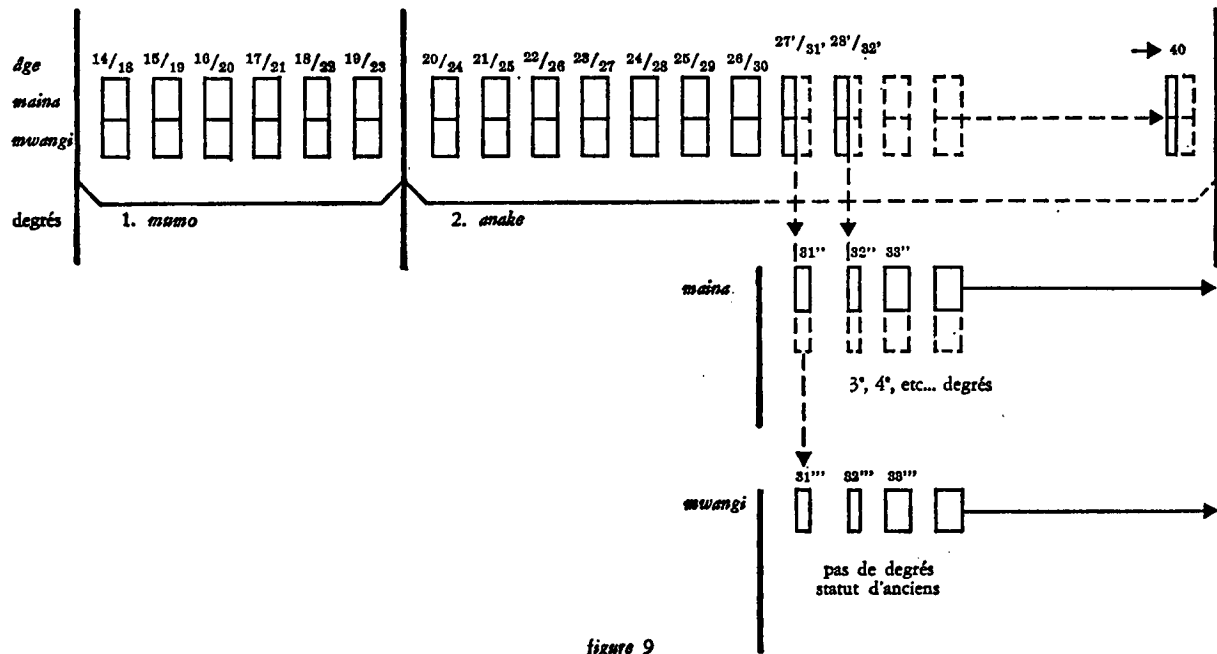 âge 14/18 15/19 16/20 17/21 18/22 19/23 20/24 21/25 22/26 23/27 24/28 25/29 26/30 27'/31' 28'/32' 40
maina
mwangi
degrés 1. mumo 2. anake
31'' 32'' 33''
maina
3e, 4e, etc... degrés
31''' 32''' 33'''
mwangi
pas de degrés
statut d'anciens
figure 9